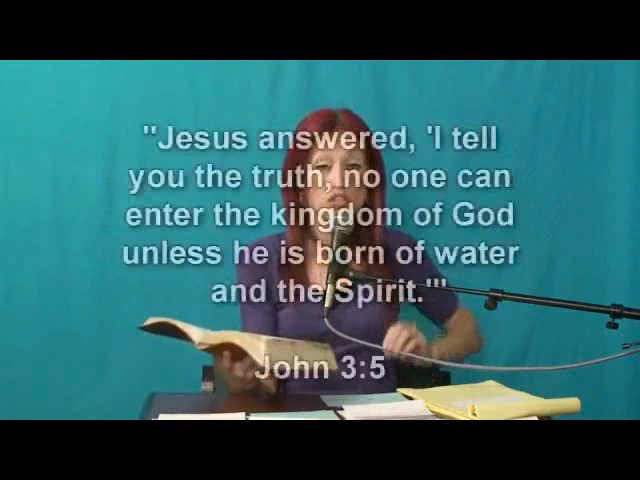 "Jesus answered, 'I tell
you the truth, no one can
enter the kingdom of God
unless he is born of water
and the Spirit.'"
John 3:5